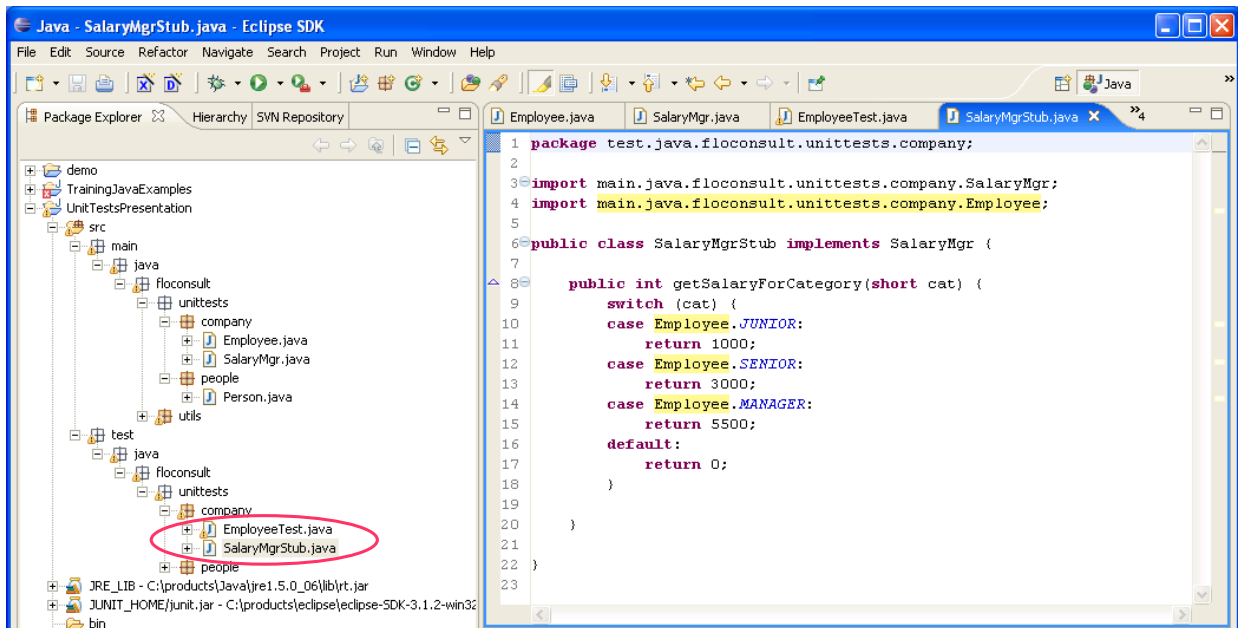 Java - SalaryMgrStub.java - Eclipse SDK
File Edit Source Refactor Navigate Search Project Run Window Help
Java
»
Package Explorer Hierarchy SVN Repository
Employee.java SalaryMgr.java EmployeeTest.java SalaryMgrStub.java »4
demo
TrainingJavaExamples
UnitTestsPresentation
src
main
java
floconsult
unittests
company
Employee.java
SalaryMgr.java
people
Person.java
utils
test
java
floconsult
unittests
company
EmployeeTest.java
SalaryMgrStub.java
people
JRE_LIB - C:\products\Java\jre1.5.0_06\lib\rt.jar
JUNIT_HOME/junit.jar - C:\products\eclipse\eclipse-SDK-3.1.2-win32
bin
1 package test.java.floconsult.unittests.company;
2
3 import main.java.floconsult.unittests.company.SalaryMgr;
4 import main.java.floconsult.unittests.company.Employee;
5
6 public class SalaryMgrStub implements SalaryMgr {
7
8 public int getSalaryForCategory(short cat) {
9 switch (cat) {
10 case Employee.JUNIOR:
11 return 1000;
12 case Employee.SENIOR:
13 return 3000;
14 case Employee.MANAGER:
15 return 5500;
16 default:
17 return 0;
18 }
19
20 }
21
22 }
23